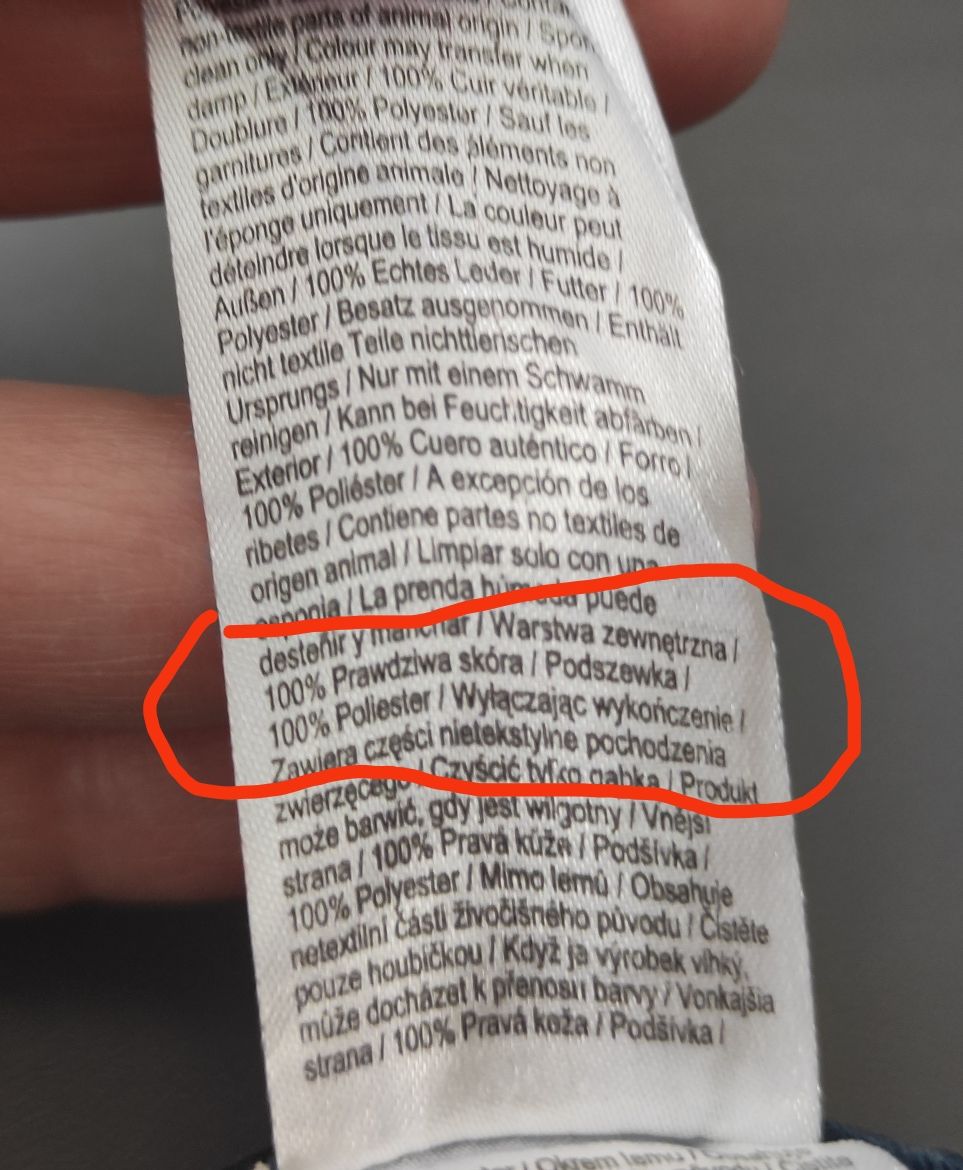 non-textile parts of animal origin / Spon
clean only / Colour may transfer when
damp / Extérieur / 100% Cuir véritable /
Doublure / 100% Polyester / Sauf les
garnitures / Contient des áléments non
textiles d'origine animale / Nettoyage à
l'éponge uniquement / La couleur peut
déteindre lorsque le tissu est humide /
Außen / 100% Echtes Leder / Futter / 100%
Polyester / Besatz ausgenommen / Enthält
nicht textile Teile nichttierischen
Ursprungs / Nur mit einem Schwamm
reinigen / Kann bei Feuchtigkeit abfärben /
Exterior / 100% Cuero auténtico / Forro /
100% Poliéster / A excepción de los
ribetes / Contiene partes no textiles de
origen animal / Limpiar solo con una
esponja / La prenda húmeda puede
desteñir y manchar / Warstwa zewnętrzna /
100% Prawdziwa skóra / Podszewka /
100% Poliester / Wyłączając wykończenie /
Zawiera części nietekstylne pochodzenia
zwierzęcego / Czyścić tylko gąbką / Produkt
może barwić, gdy jest wilgotny / Vnější
strana / 100% Pravá kůže / Podšívka /
100% Polyester / Mimo lemů / Obsahuje
netextilní části živočišného původu / Čistěte
pouze houbičkou / Když je výrobek vlhký,
může docházet k přenosu barvy / Vonkajšia
strana / 100% Pravá koža / Podšívka /
/ Okrem lemu /